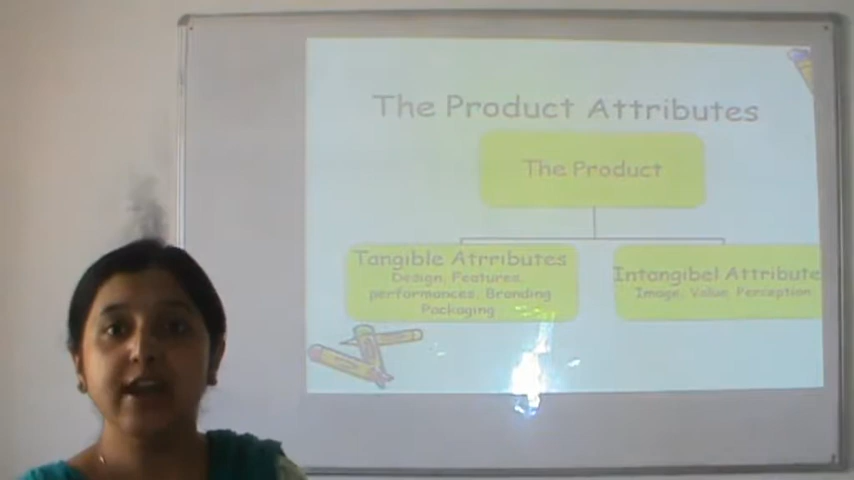 The Product Attributes
The Product
Tangible Atrributes
Design, Features,
performances, Branding
Packaging
Intangibel Attribute
Image, Value, Perception